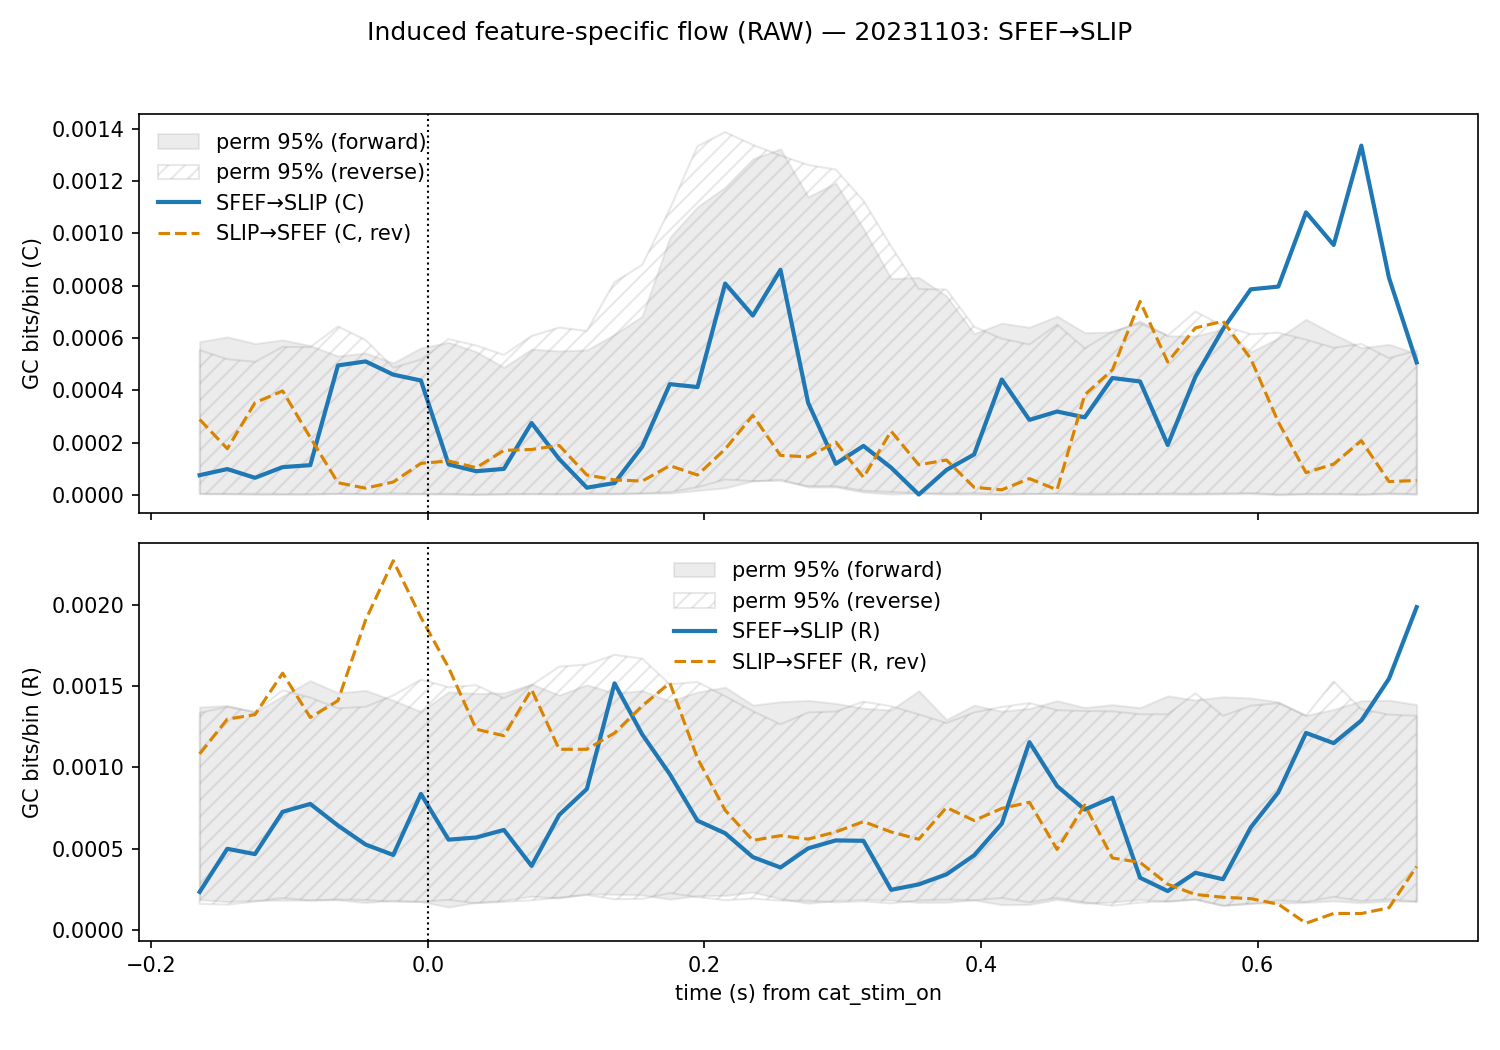 Induced feature-specific flow (RAW) — 20231103: SFEF→SLIP
GC bits/bin (C)
0.0014
0.0012
0.0010
0.0008
0.0006
0.0004
0.0002
0.0000
perm 95% (forward)
perm 95% (reverse)
SFEF→SLIP (C)
SLIP→SFEF (C, rev)
GC bits/bin (R)
0.0020
0.0015
0.0010
0.0005
0.0000
perm 95% (forward)
perm 95% (reverse)
SFEF→SLIP (R)
SLIP→SFEF (R, rev)
−0.2
0.0
0.2
0.4
0.6
time (s) from cat_stim_on